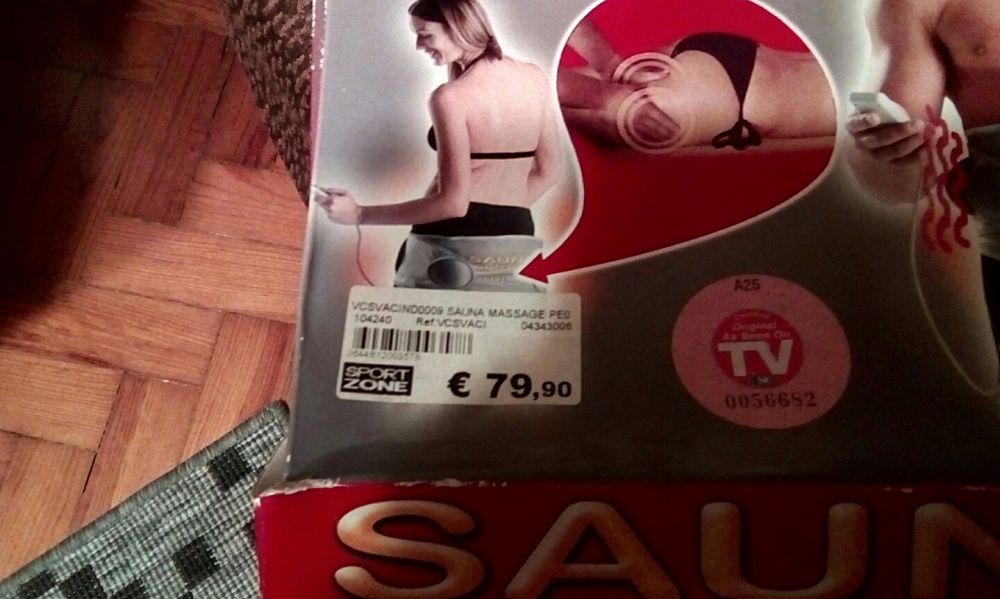 SAUN
VCSVACIND0009 SAUNA MASSAGE PE0
104240 Ref.VCSVACI 04343006
SPORT
ZONE
€ 79,90
A25
Original
As Seen On
TV
0056682
SAUN